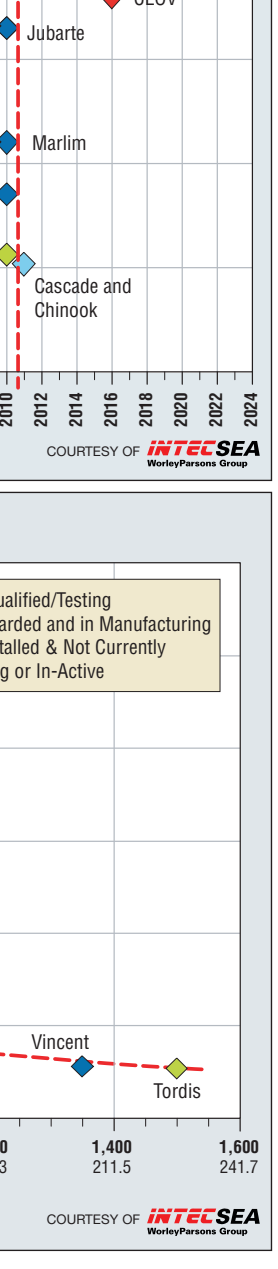 Jubarte
Marlim
Cascade and
Chinook
2010 2012 2014 2016 2018 2020 2022 2024
COURTESY OF INTECSEA
WorleyParsons Group
ualified/Testing
arded and in Manufacturing
talled & Not Currently
g or In-Active
Vincent
Tordis
0 1,400 1,600
3 211.5 241.7
COURTESY OF INTECSEA
WorleyParsons Group